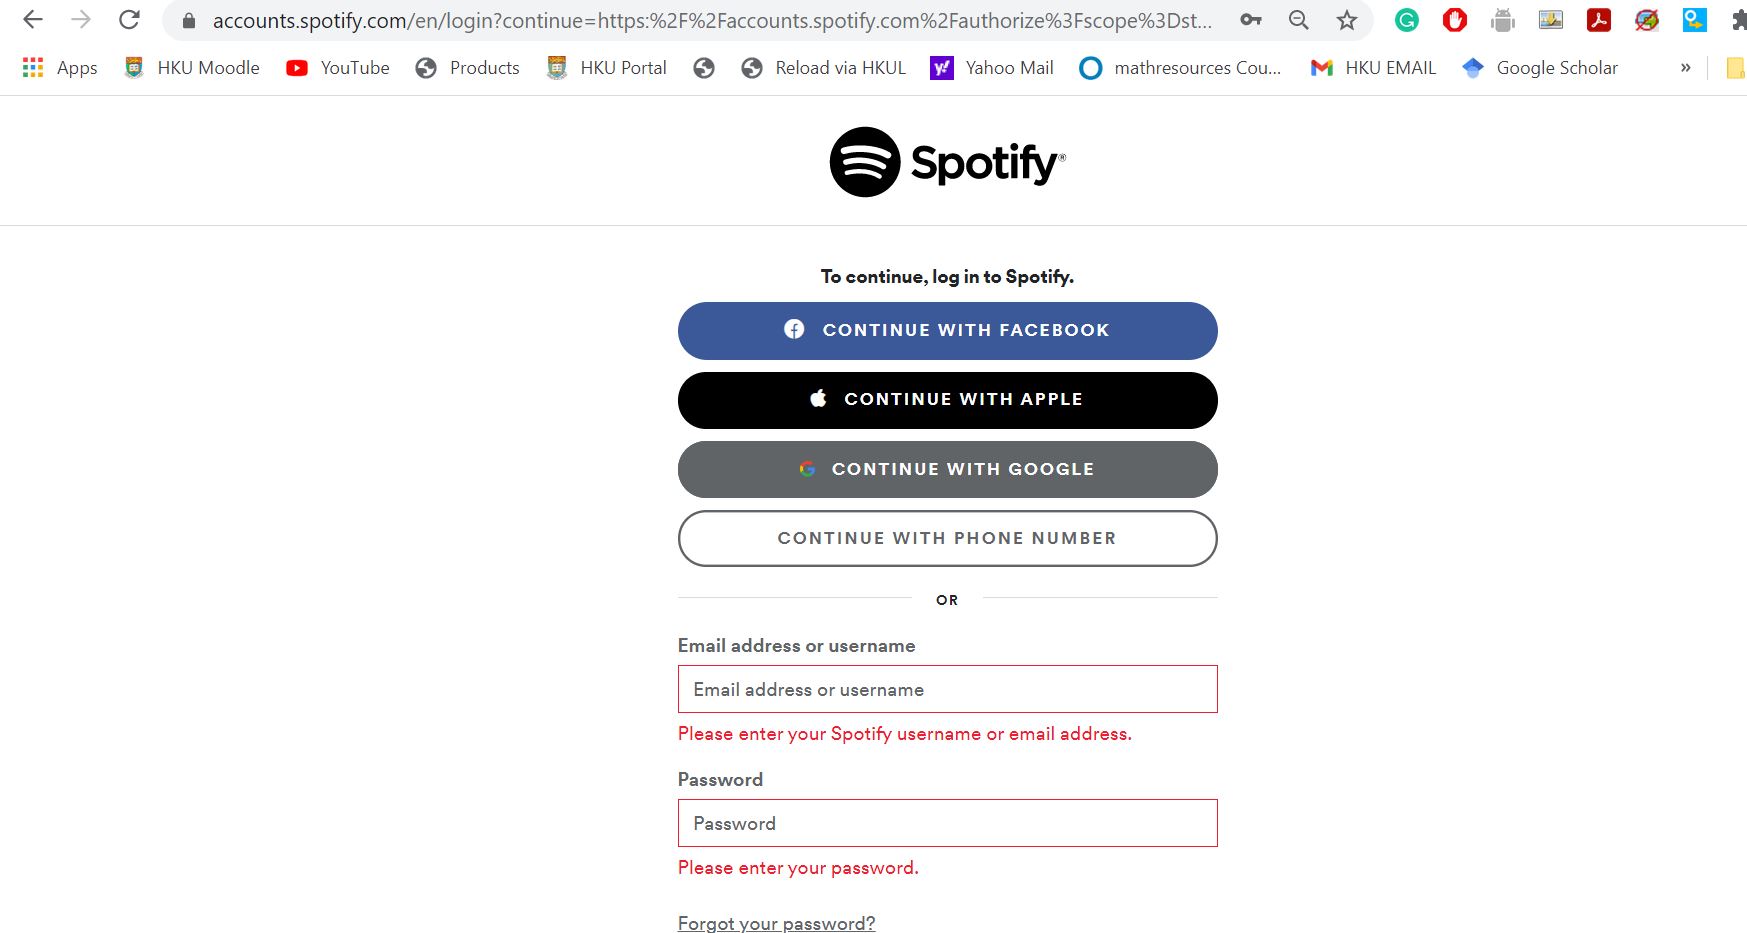 accounts.spotify.com/en/login?continue=https:%2F%2Faccounts.spotify.com%2Fauthorize%3Fscope%3Dst...
Apps HKU Moodle YouTube Products HKU Portal Reload via HKUL Yahoo Mail mathresources Cou... HKU EMAIL Google Scholar »
Spotify®
To continue, log in to Spotify.
CONTINUE WITH FACEBOOK
CONTINUE WITH APPLE
CONTINUE WITH GOOGLE
CONTINUE WITH PHONE NUMBER
OR
Email address or username
Email address or username
Please enter your Spotify username or email address.
Password
Password
Please enter your password.
Forgot your password?